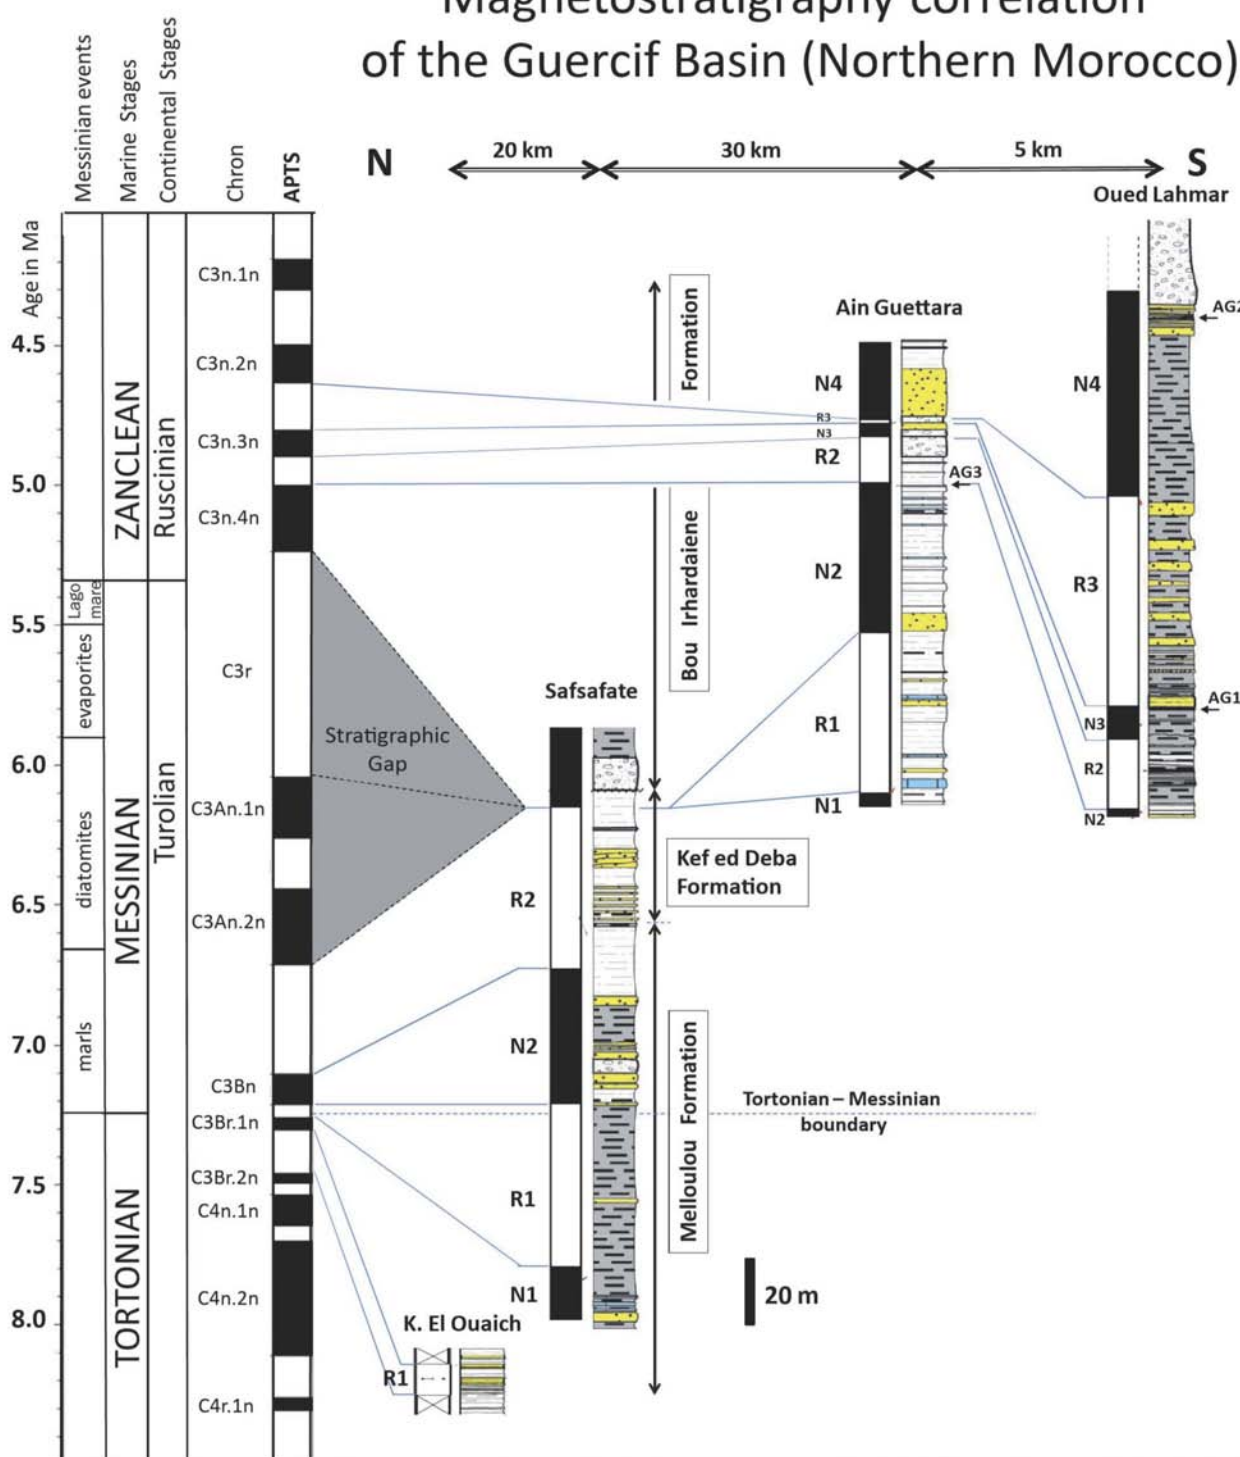 Magnetostratigraphy correlation
of the Guercif Basin (Northern Morocco)
Messinian events
Marine Stages
Continental Stages
Chron
APTS
N
20 km
30 km
5 km
S
Oued Lahmar
Age in Ma
C3n.1n
Formation
Ain Guettara
AG2
4.5
C3n.2n
N4
N4
R3
C3n.3n
N3
R2
ZANCLEAN
Ruscinian
AG3
5.0
C3n.4n
N2
R3
Lago
mare
5.5
Bou Irhardaiene
evaporites
C3r
Safsafate
AG1
Stratigraphic
Gap
R1
N3
6.0
R2
C3An.1n
N1
N2
diatomites
MESSINIAN
Turolian
Kef ed Deba
Formation
6.5
R2
C3An.2n
marls
7.0
N2
C3Bn
Melloulou Formation
Tortonian – Messinian
boundary
C3Br.1n
C3Br.2n
7.5
R1
C4n.1n
TORTONIAN
N1
20 m
C4n.2n
8.0
K. El Ouaich
R1
C4r.1n